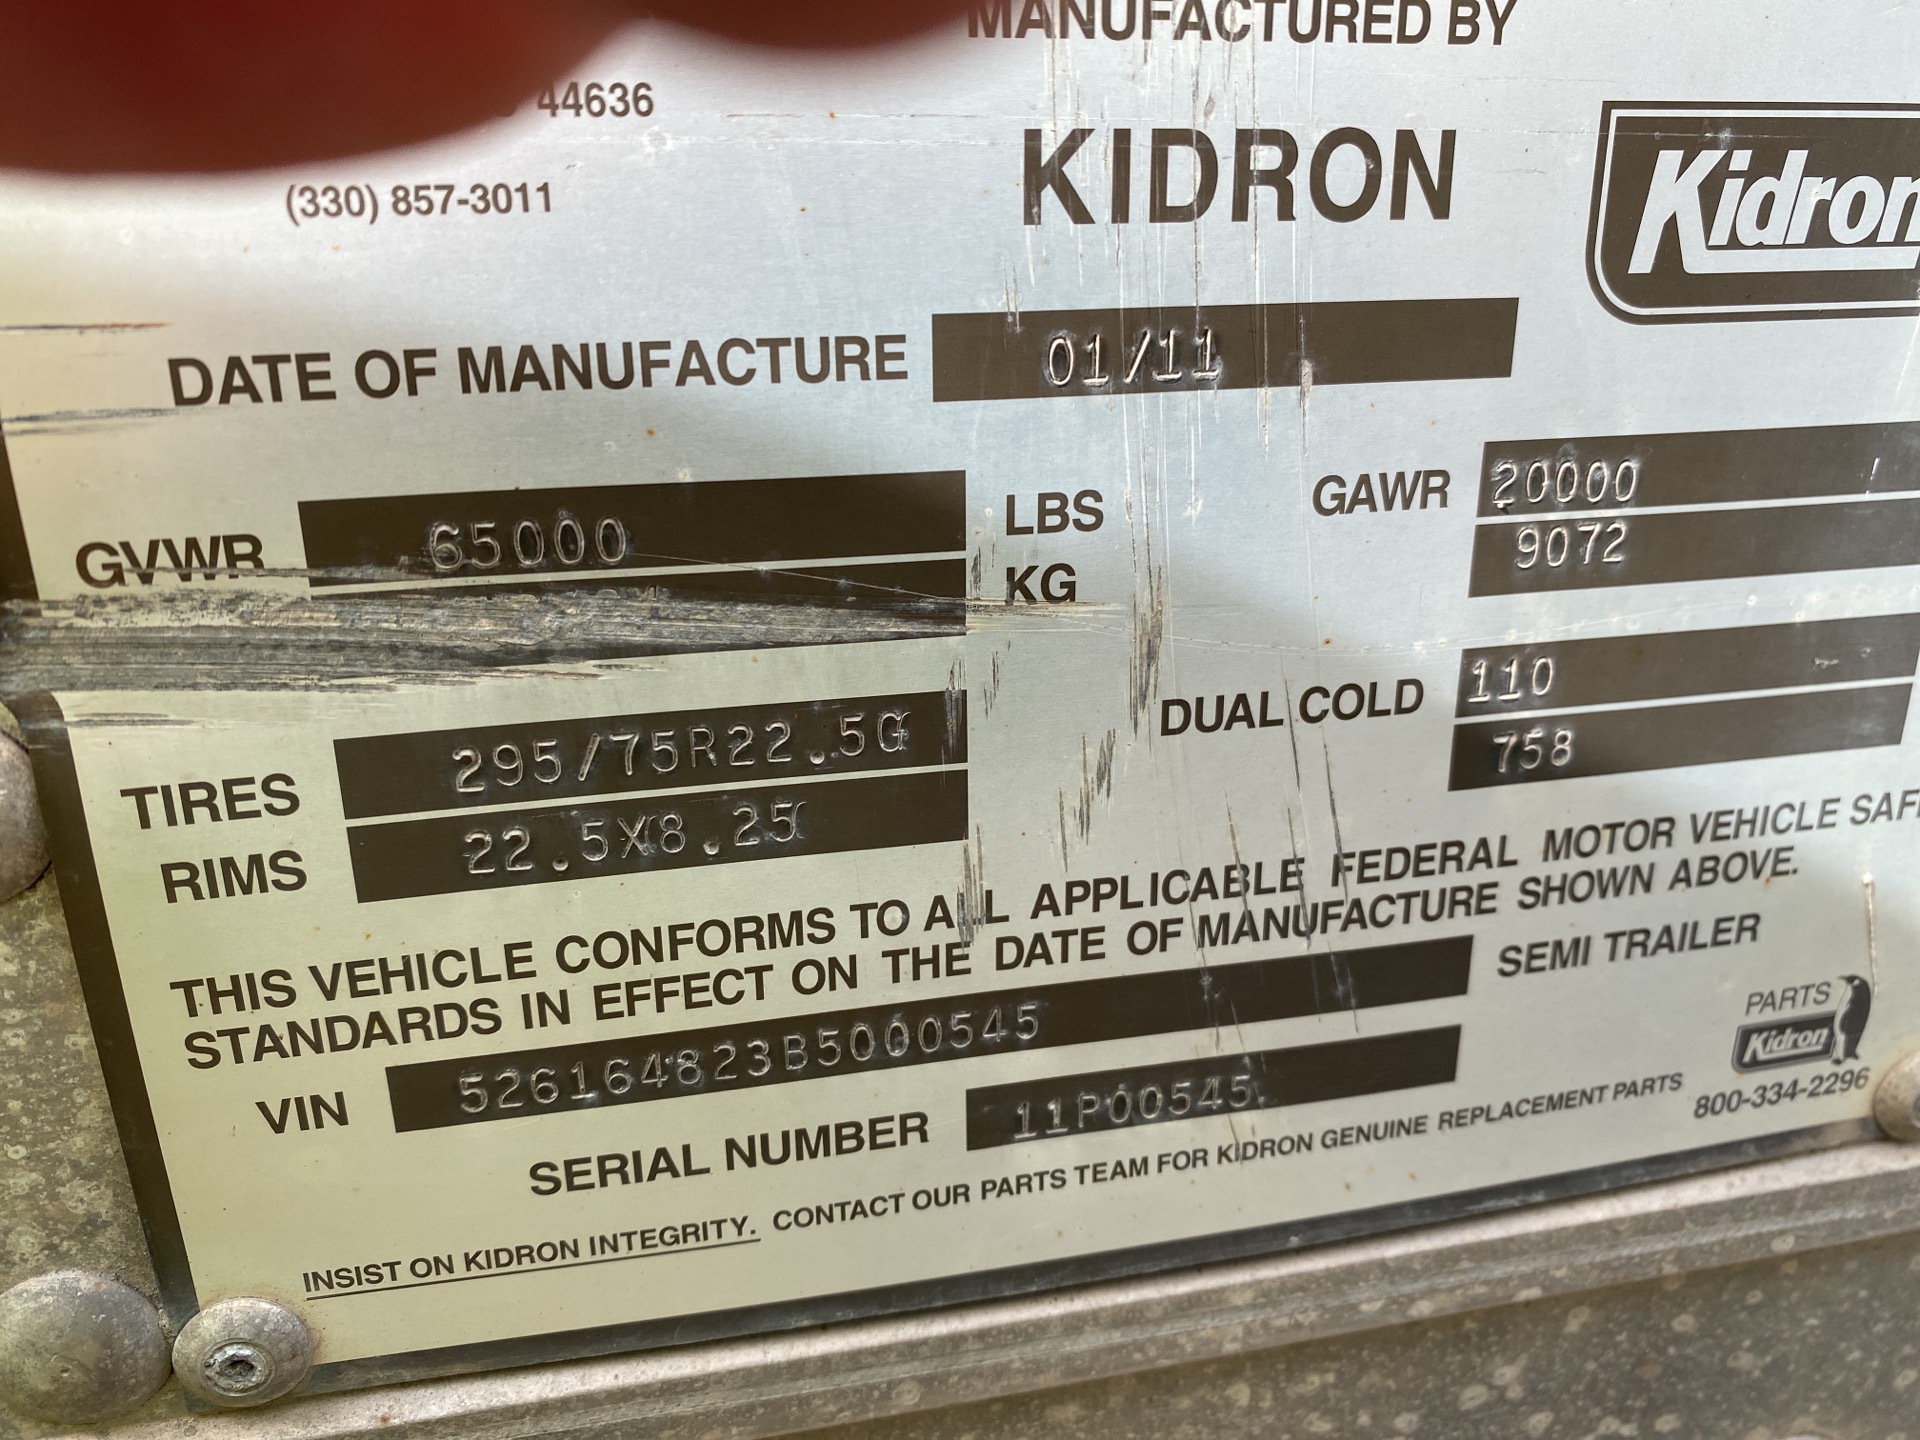 MANUFACTURED BY
44636
(330) 857-3011
KIDRON
Kidron
DATE OF MANUFACTURE 01/11
GVWR 65000 LBS
KG
GAWR 20000
9072
DUAL COLD 110
758
TIRES 295/75R22.5G
RIMS 22.5X8.25
THIS VEHICLE CONFORMS TO ALL APPLICABLE FEDERAL MOTOR VEHICLE
STANDARDS IN EFFECT ON THE DATE OF MANUFACTURE SHOWN ABOVE.
VIN 526164823B5000545 SEMI TRAILER
SERIAL NUMBER 11P00545
PARTS
Kidron
800-334-2296
INSIST ON KIDRON INTEGRITY. CONTACT OUR PARTS TEAM FOR KIDRON GENUINE REPLACEMENT PARTS